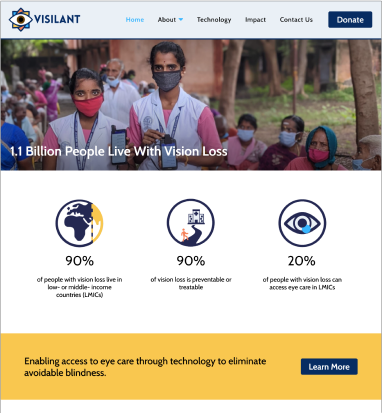 VISILANT
Home About Technology Impact Contact Us Donate
1.1 Billion People Live With Vision Loss
90%
of people with vision loss live in
low- or middle- income
countries (LMICs)
90%
of vision loss is preventable or
treatable
20%
of people with vision loss can
access eye care in LMICs
Enabling access to eye care through technology to eliminate
avoidable blindness.
Learn More